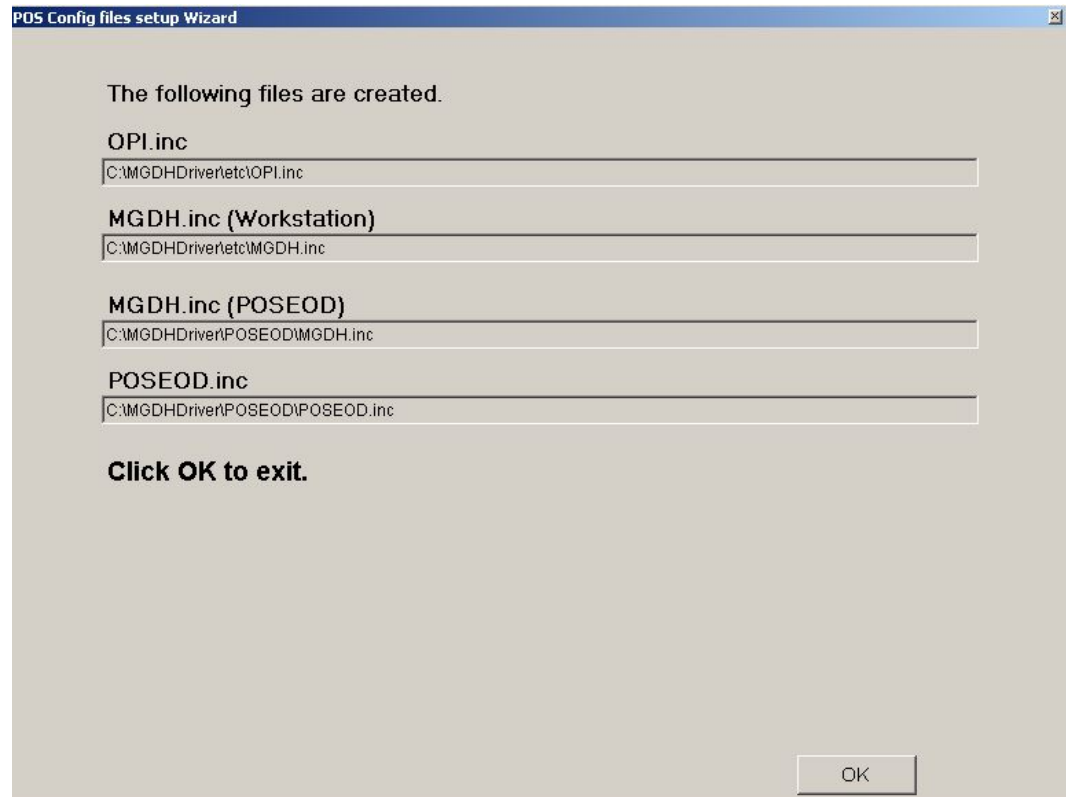 POS Config files setup Wizard
The following files are created.
OPI.inc
C:\MGDHDriver\etc\OPI.inc
MGDH.inc (Workstation)
C:\MGDHDriver\etc\MGDH.inc
MGDH.inc (POSEOD)
C:\MGDHDriver\POSEOD\MGDH.inc
POSEOD.inc
C:\MGDHDriver\POSEOD\POSEOD.inc
Click OK to exit.
OK